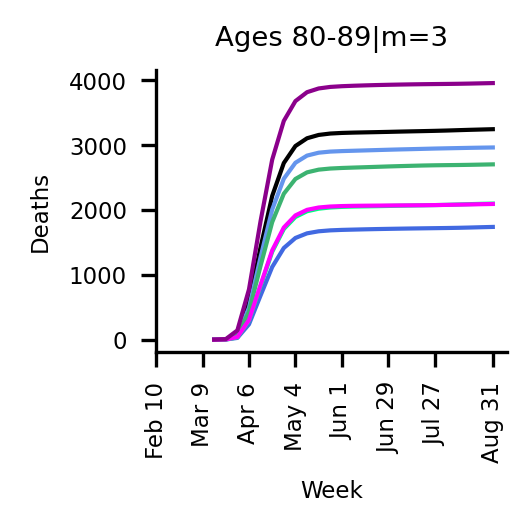 Ages 80-89|m=3
4000
3000
2000
1000
0
Deaths
Feb 10
Mar 9
Apr 6
May 4
Jun 1
Jun 29
Jul 27
Aug 31
Week